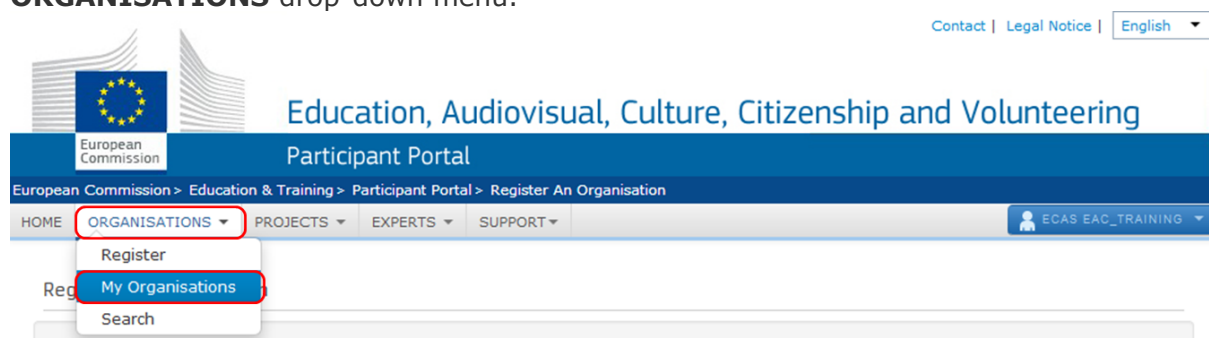 ORGANISATIONS drop-down menu.
Contact | Legal Notice | English
Education, Audiovisual, Culture, Citizenship and Volunteering
European
Commission
Participant Portal
European Commission > Education & Training > Participant Portal > Register An Organisation
HOME ORGANISATIONS PROJECTS EXPERTS SUPPORT ECAS EAC_TRAINING
Register
Reg
My Organisations
Search